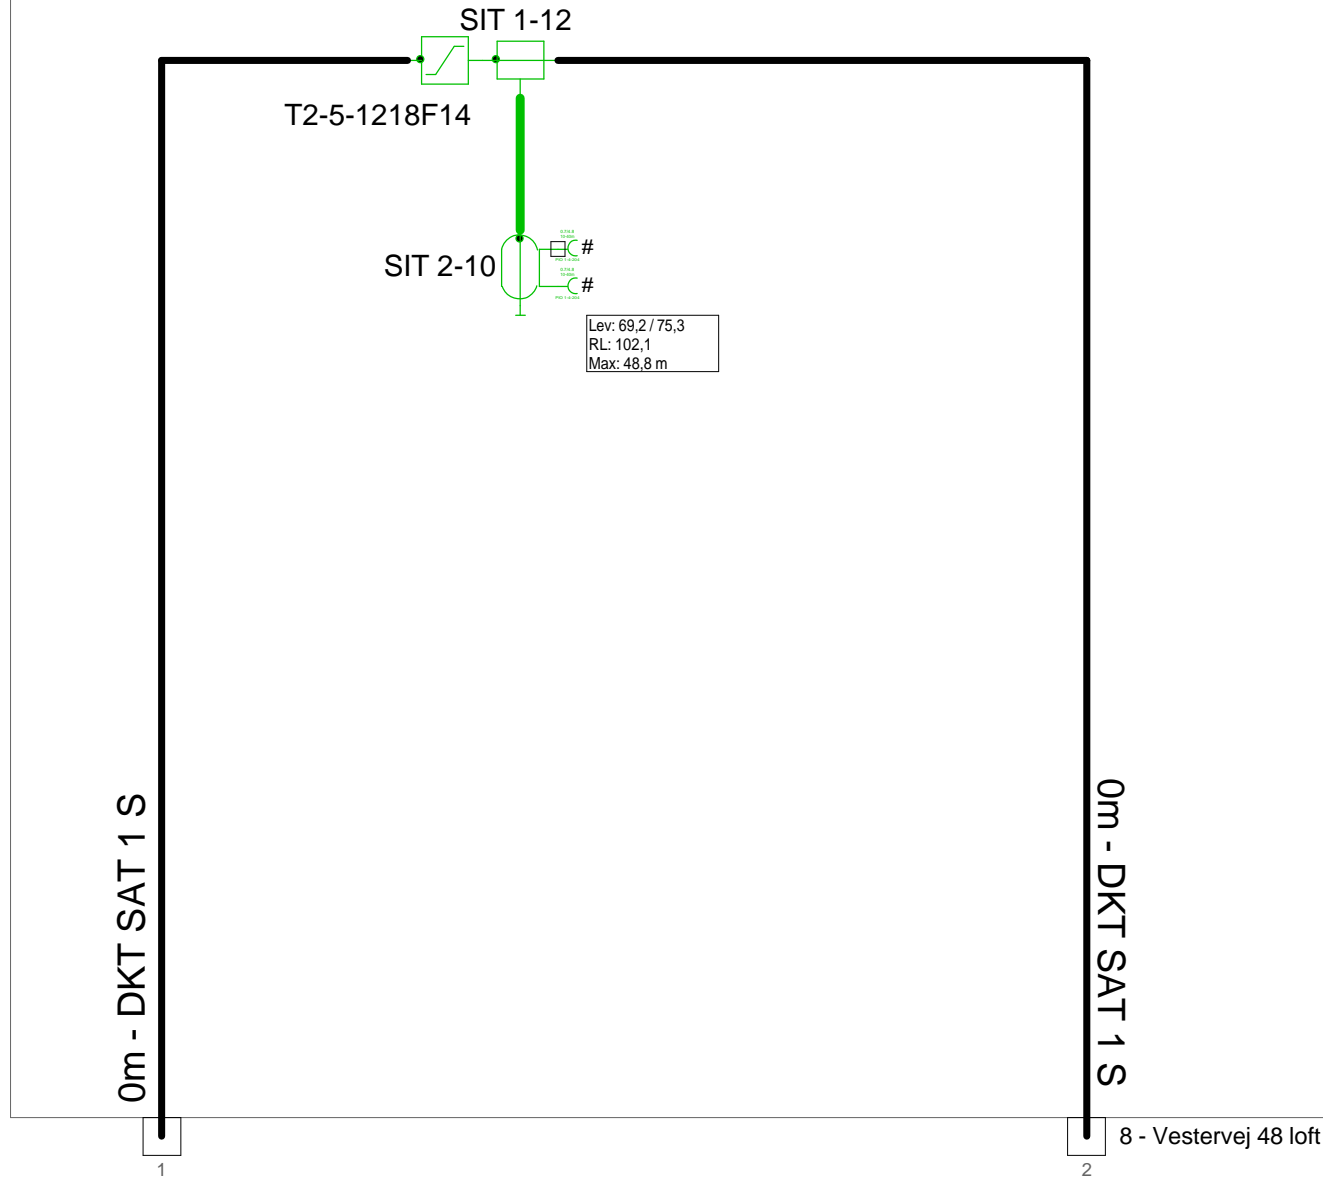 SIT 1-12
T2-5-1218F14
SIT 2-10
#
#
Lev: 69,2 / 75,3
RL: 102,1
Max: 48,8 m
0m - DKT SAT 1 S
0m - DKT SAT 1 S
8 - Vestervej 48 loft
1
2